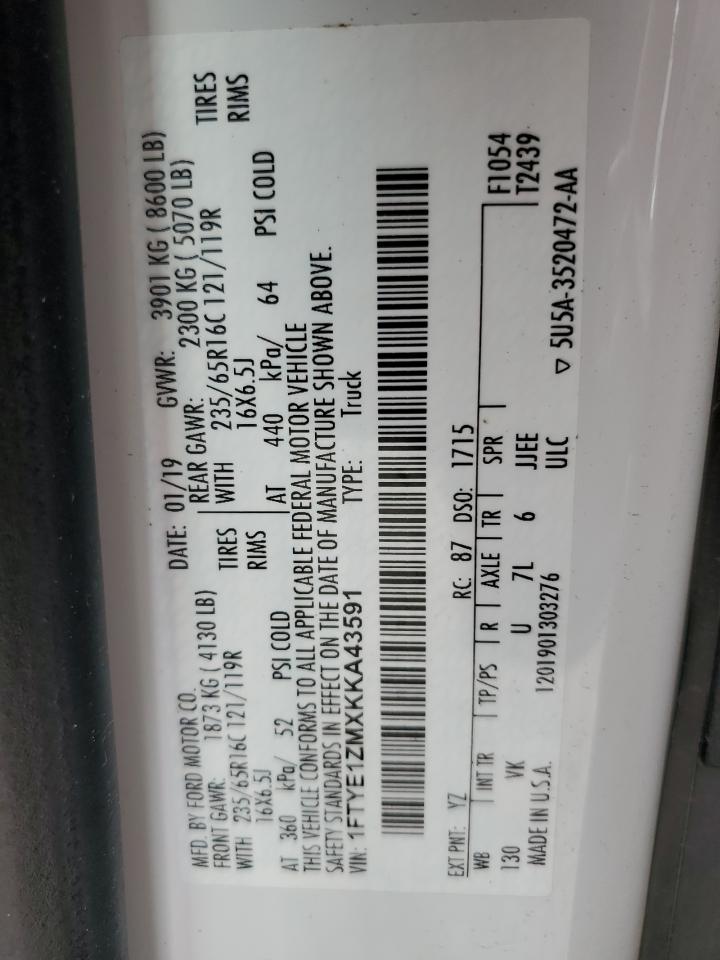 MFD. BY FORD MOTOR CO. DATE: 01/19 GVWR: 3901 KG ( 8600 LB)
FRONT GAWR: 1873 KG ( 4130 LB) REAR GAWR: 2300 KG ( 5070 LB)
WITH 235/65R16C 121/119R TIRES WITH 235/65R16C 121/119R TIRES
16X6.5J RIMS 16X6.5J RIMS
AT 360 kPa/ 52 PSI COLD AT 440 kPa/ 64 PSI COLD
THIS VEHICLE CONFORMS TO ALL APPLICABLE FEDERAL MOTOR VEHICLE
SAFETY STANDARDS IN EFFECT ON THE DATE OF MANUFACTURE SHOWN ABOVE.
VIN: 1FTYE1ZMXKKA43591 TYPE: Truck
EXT PNT: YZ RC: 87 DSO: 1715
WB INT TR TP/PS R AXLE TR SPR F1054
130 VK U 7L 6 JJEE T2439
MADE IN U.S.A. 1201901303276 ULC
▽ 5U5A-3520472-AA